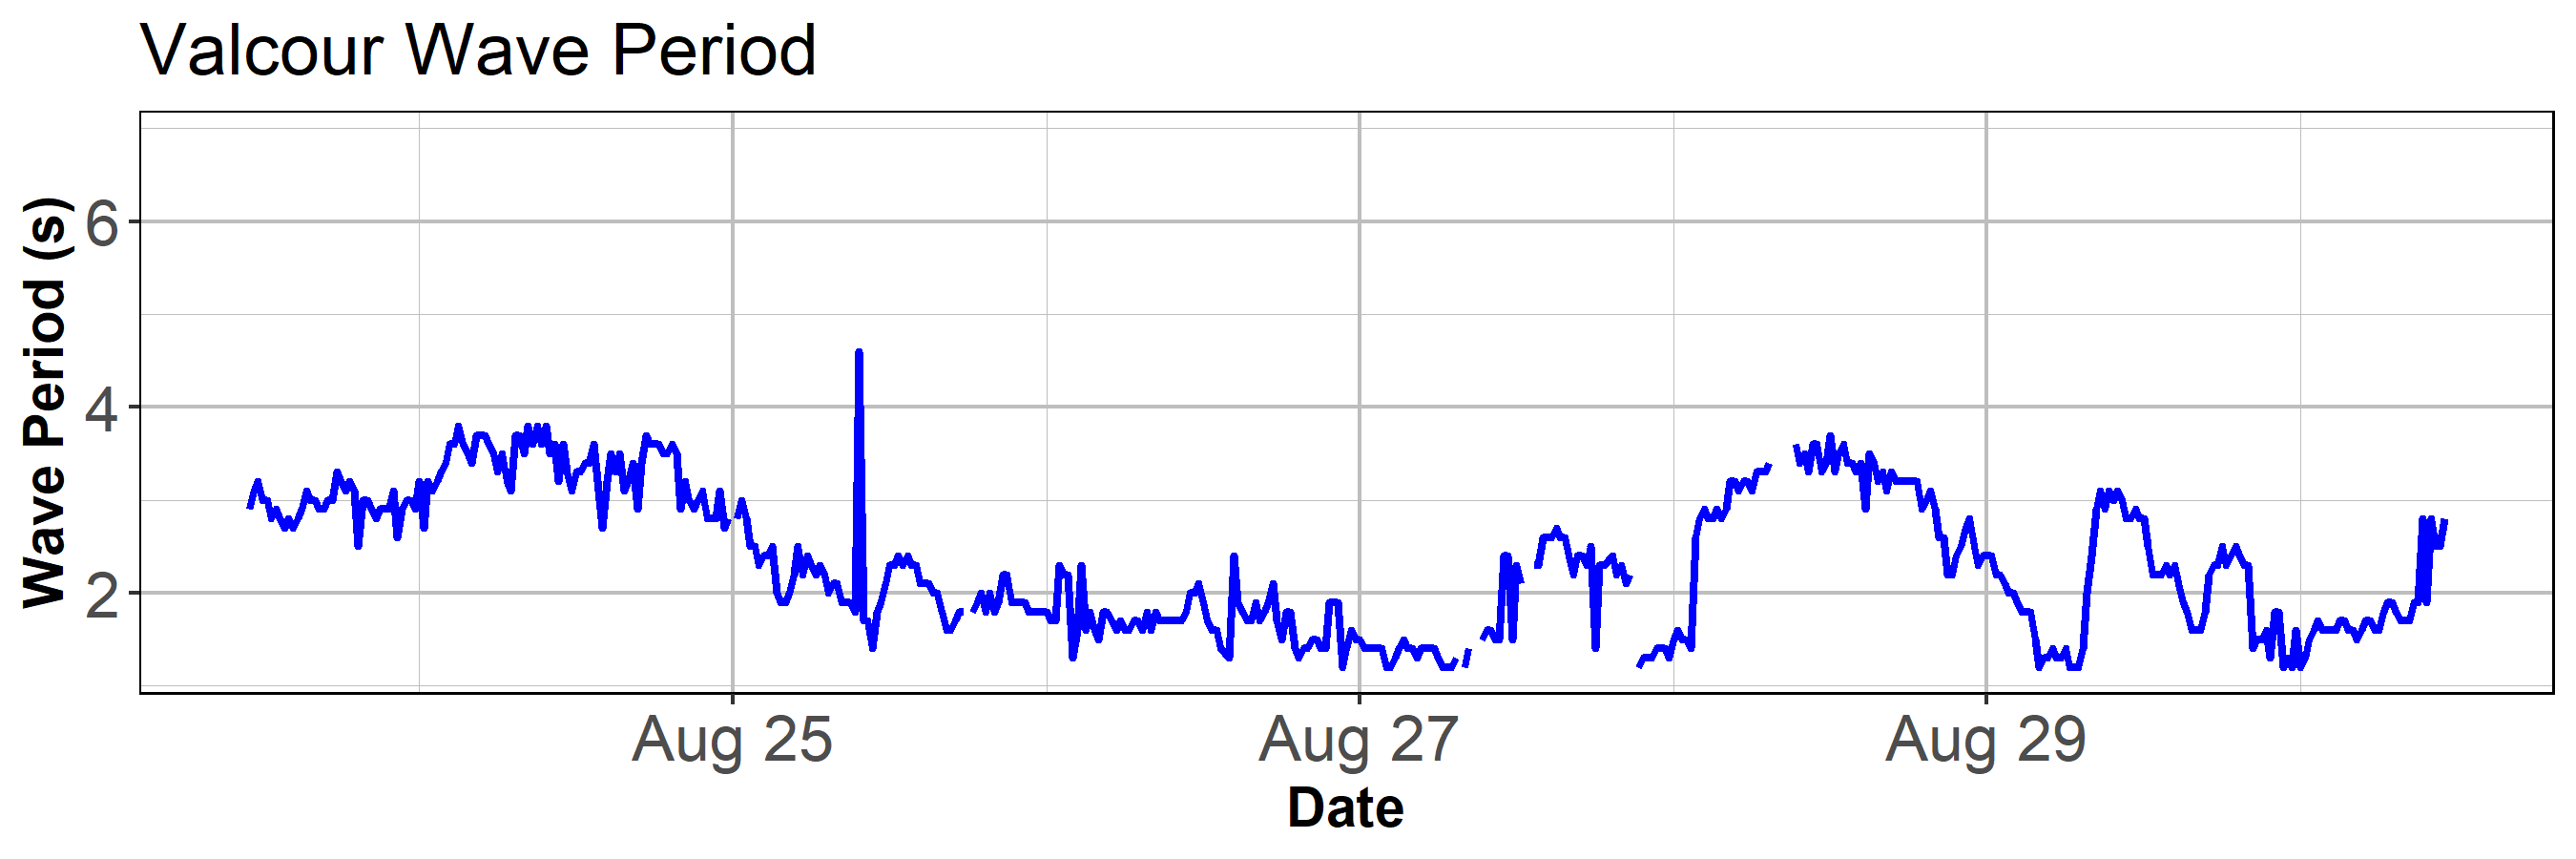 Valcour Wave Period
Wave Period (s)
6
4
2
Aug 25
Aug 27
Aug 29
Date